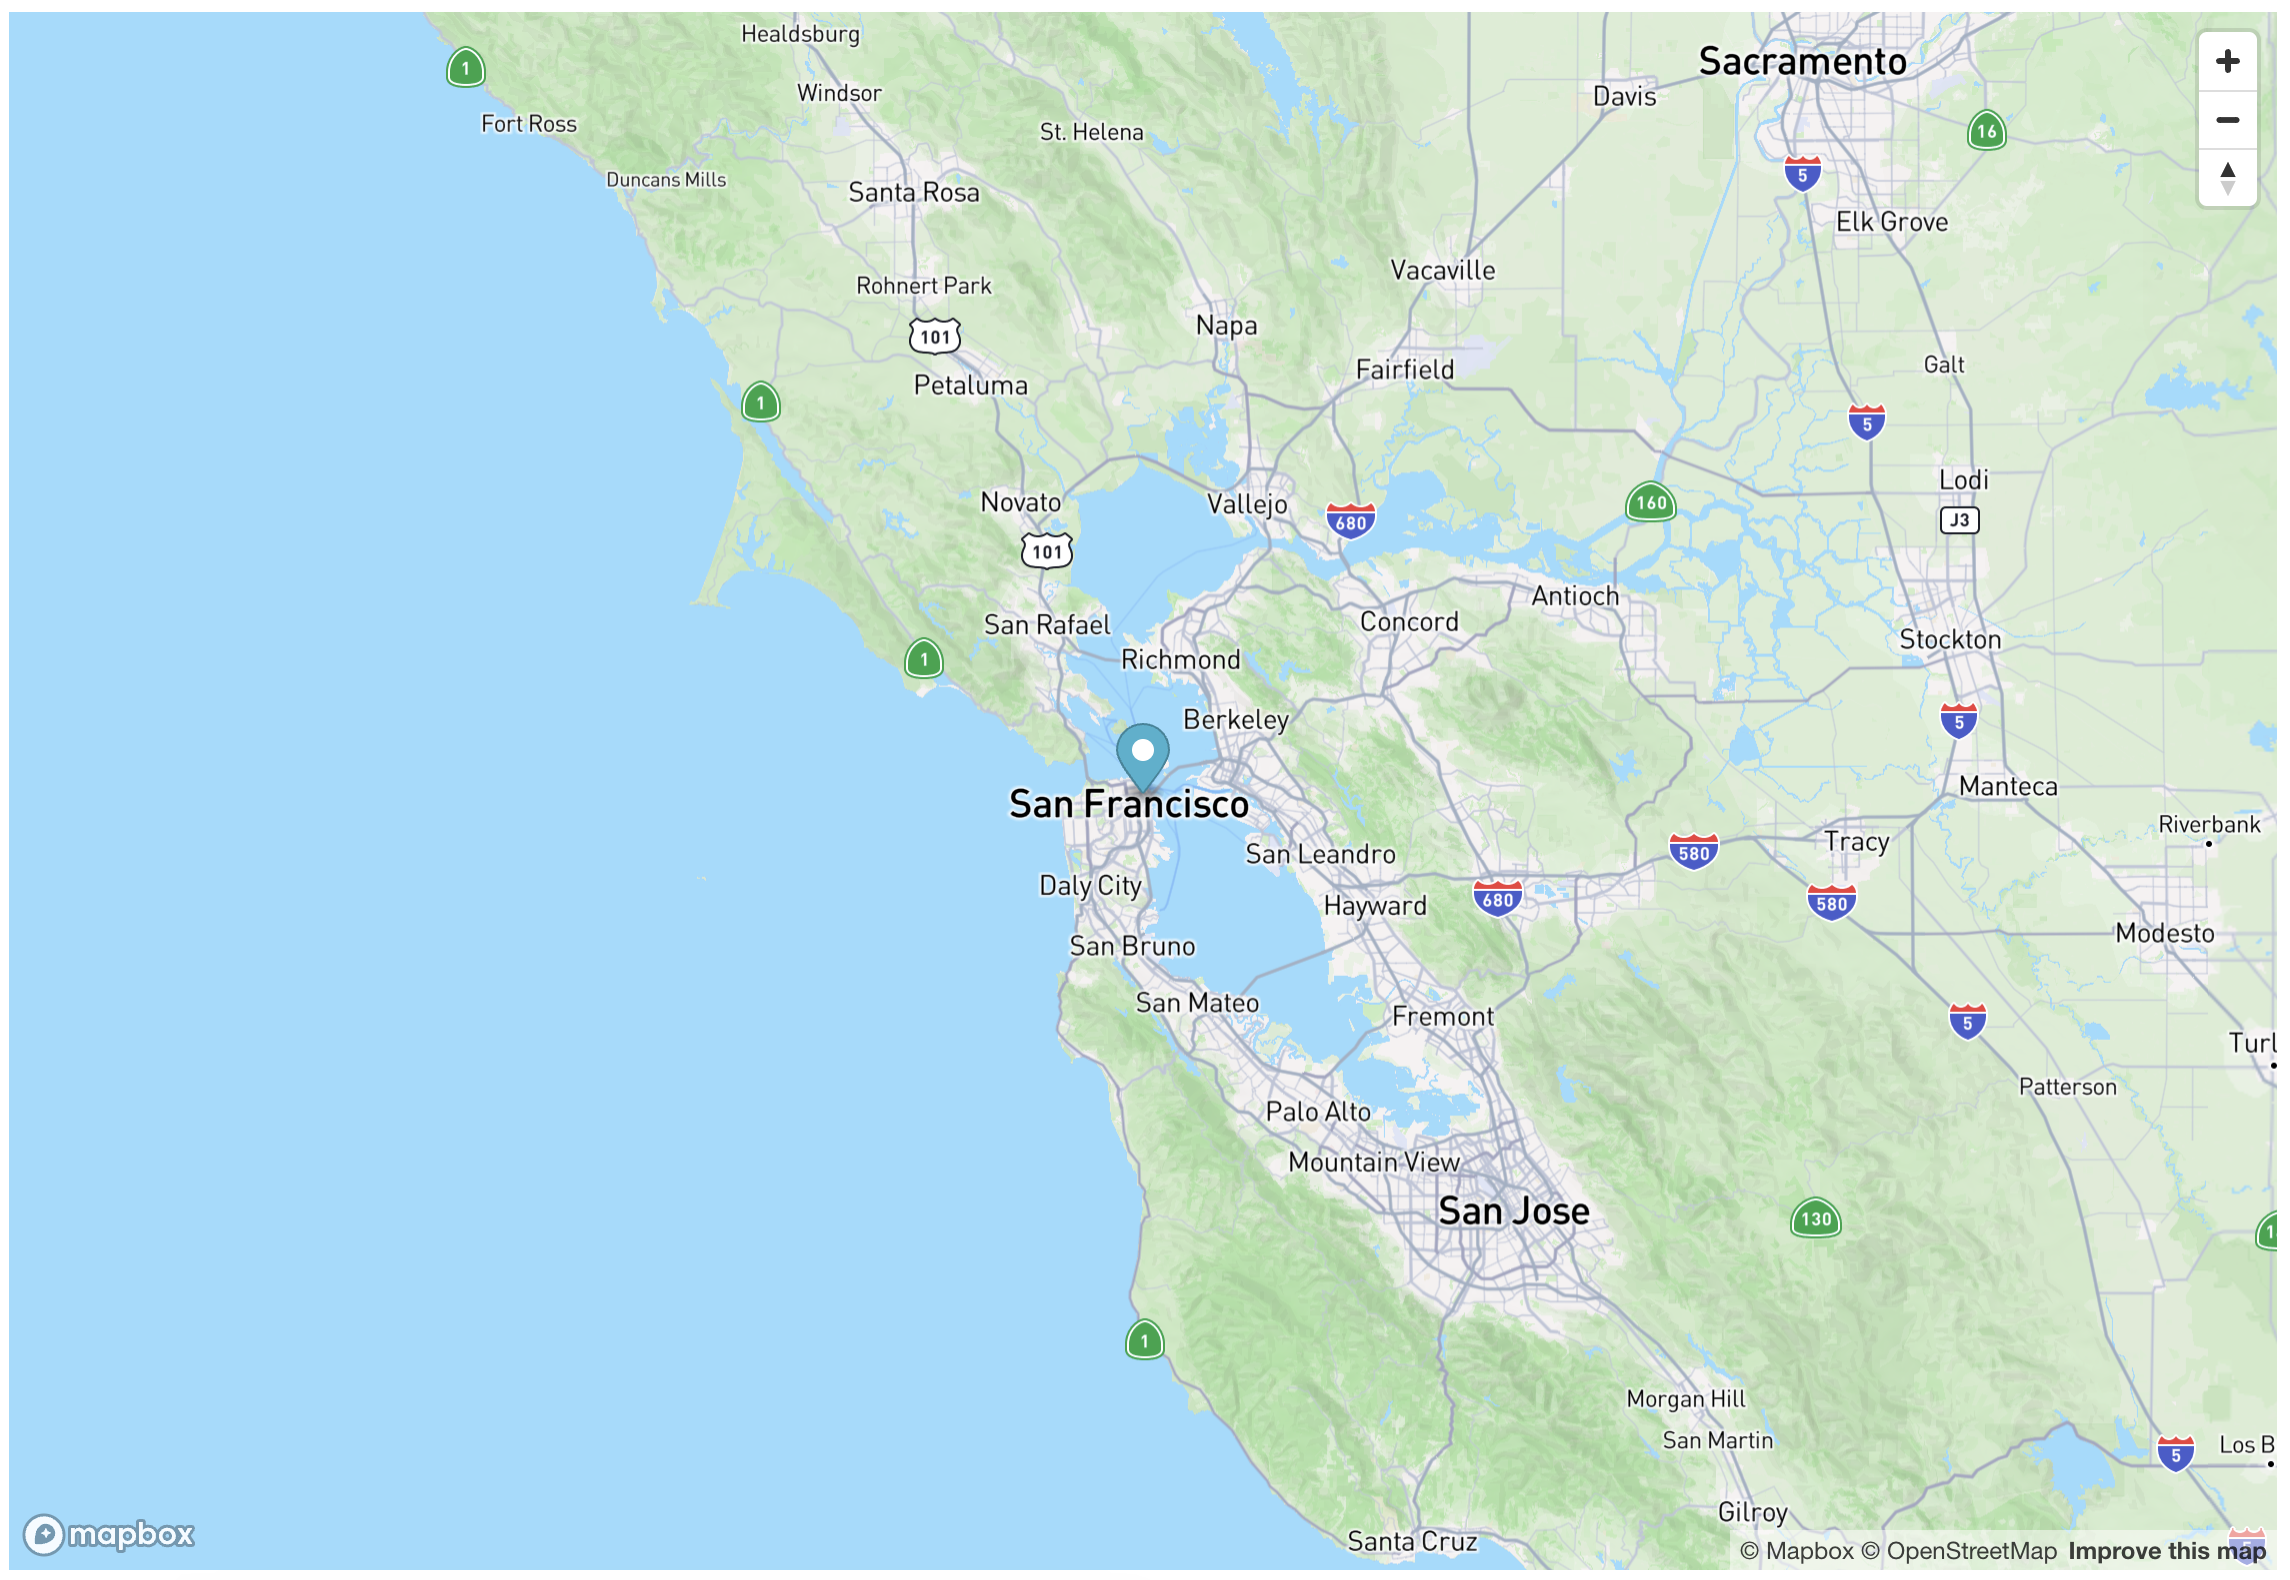 Healdsburg
Sacramento
1
Windsor
Davis
Fort Ross
St. Helena
16
Duncans Mills
5
Santa Rosa
Elk Grove
Vacaville
Rohnert Park
Napa
101
Galt
Fairfield
Petaluma
1
5
Lodi
Novato
Vallejo
160
680
J3
101
Antioch
Concord
San Rafael
Stockton
1
Richmond
Berkeley
5
Manteca
San Francisco
Riverbank
Tracy
San Leandro
580
Daly City
680
580
Hayward
Modesto
San Bruno
San Mateo
Fremont
5
Turl
Patterson
Palo Alto
Mountain View
San Jose
130
1
1
Morgan Hill
San Martin
Los B
5
Gilroy
mapbox
Santa Cruz
5
© Mapbox © OpenStreetMap Improve this map